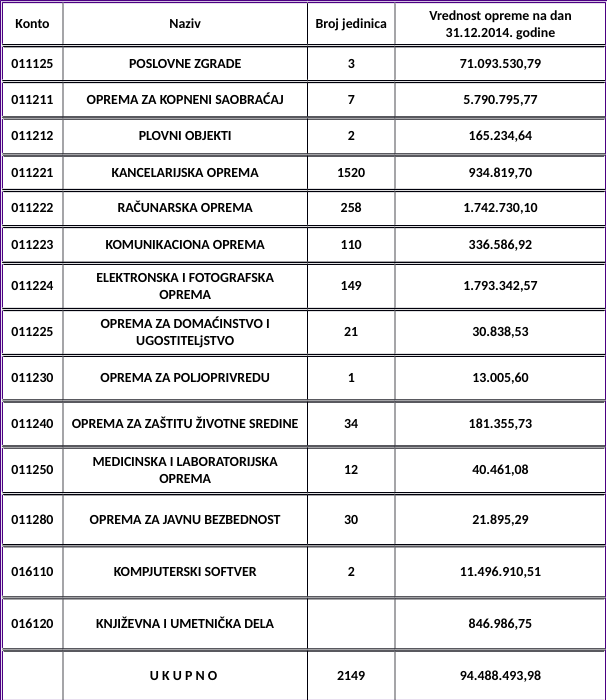 Konto Naziv Broj jedinica Vrednost opreme na dan
31.12.2014. godine
011125 POSLOVNE ZGRADE 3 71.093.530,79
011211 OPREMA ZA KOPNENI SAOBRAĆAJ 7 5.790.795,77
011212 PLOVNI OBJEKTI 2 165.234,64
011221 KANCELARIJSKA OPREMA 1520 934.819,70
011222 RAČUNARSKA OPREMA 258 1.742.730,10
011223 KOMUNIKACIONA OPREMA 110 336.586,92
011224 ELEKTRONSKA I FOTOGRAFSKA
OPREMA 149 1.793.342,57
011225 OPREMA ZA DOMAĆINSTVO I
UGOSTITELjSTVO 21 30.838,53
011230 OPREMA ZA POLJOPRIVREDU 1 13.005,60
011240 OPREMA ZA ZAŠTITU ŽIVOTNE SREDINE 34 181.355,73
011250 MEDICINSKA I LABORATORIJSKA
OPREMA 12 40.461,08
011280 OPREMA ZA JAVNU BEZBEDNOST 30 21.895,29
016110 KOMPJUTERSKI SOFTVER 2 11.496.910,51
016120 KNJIŽEVNA I UMETNIČKA DELA 846.986,75
U K U P N O 2149 94.488.493,98